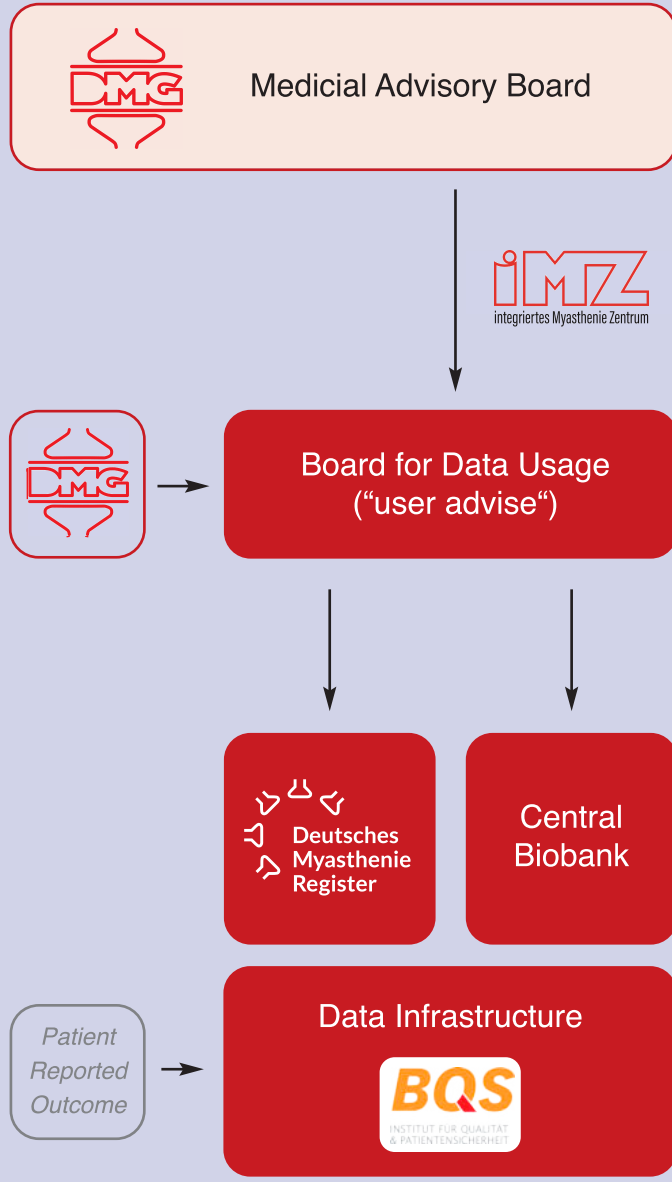 DMG
Medicial Advisory Board
iMZ
integriertes Myasthenie Zentrum
DMG
Board for Data Usage
(“user advise“)
Deutsches
Myasthenie
Register
Central
Biobank
Patient
Reported
Outcome
Data Infrastructure
BQS
INSTITUT FÜR QUALITÄT
& PATIENTENSICHERHEIT